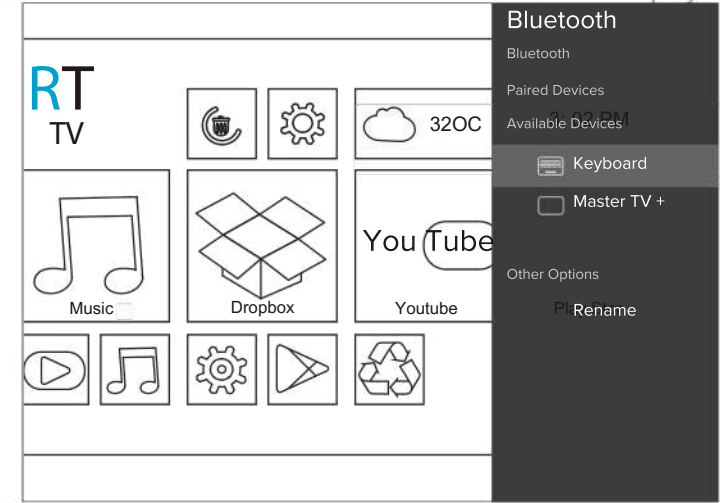 RT
TV
32OC
Music
Dropbox
You Tube
Youtube
Bluetooth
Bluetooth
Paired Devices
Available Devices
Keyboard
Master TV +
Other Options
Rename